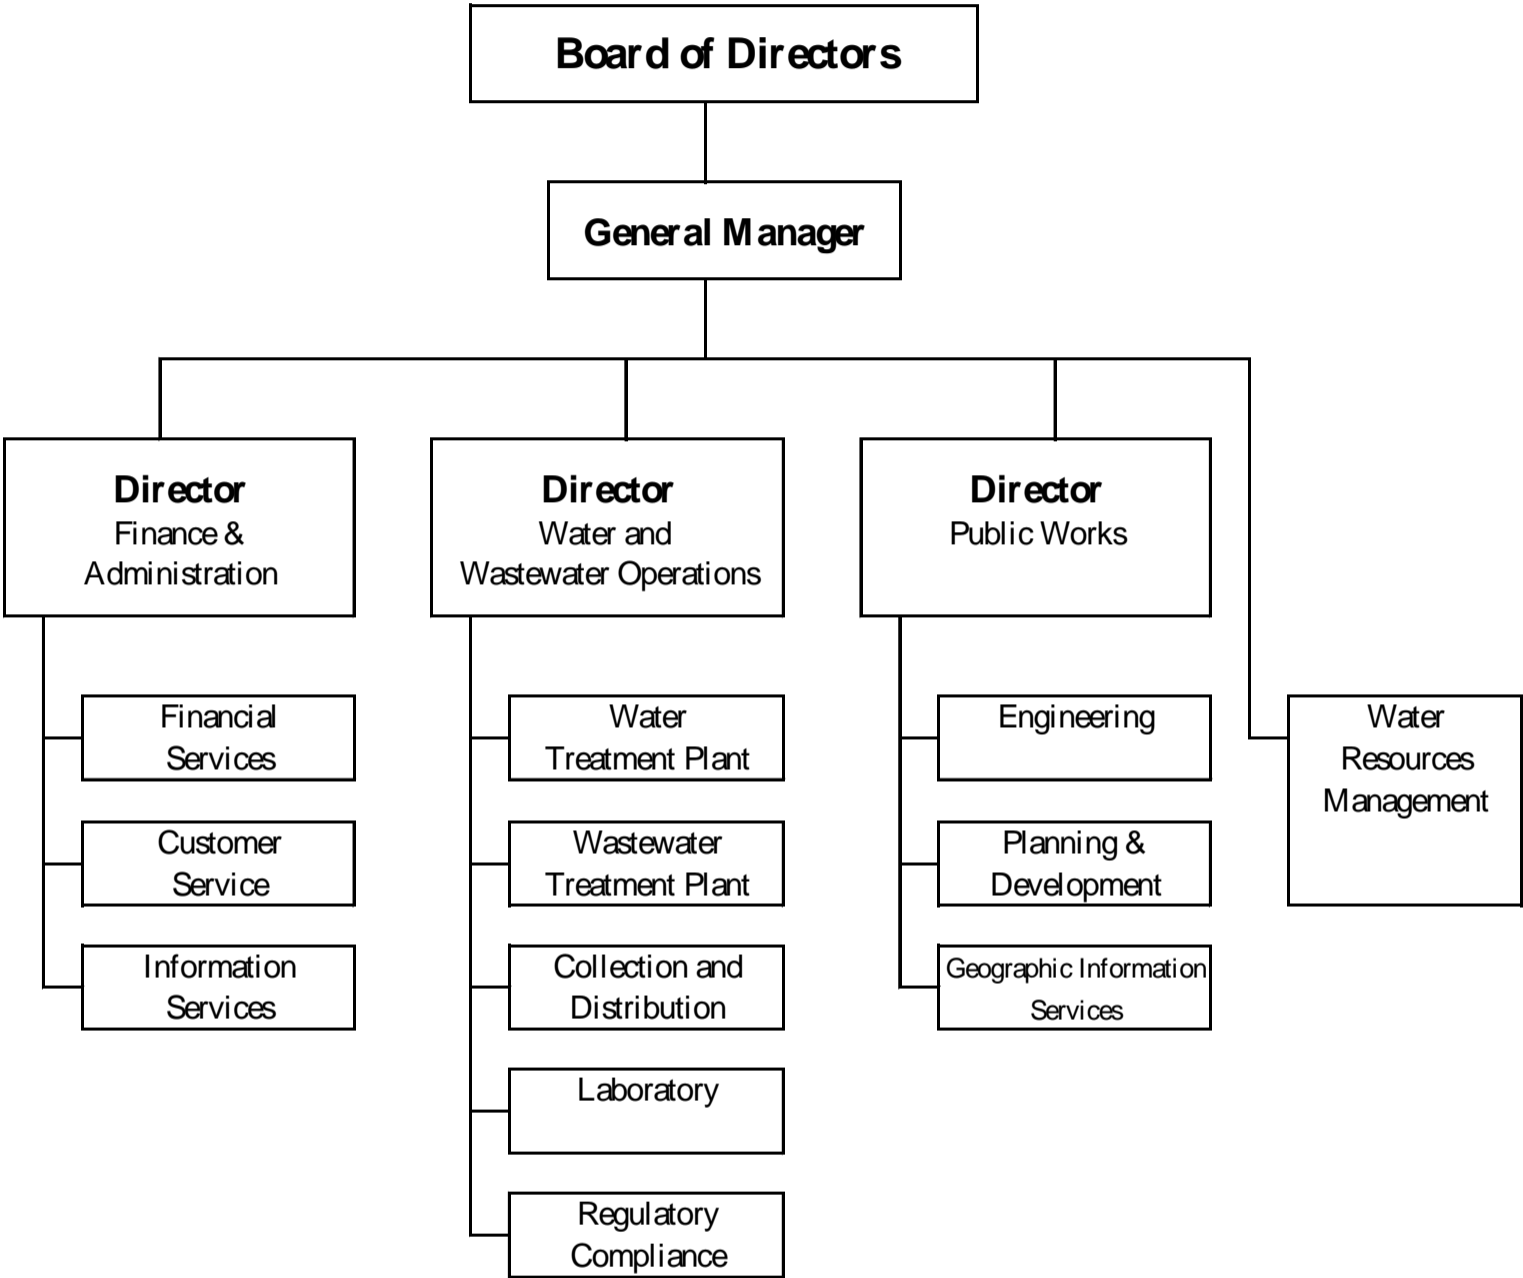 Board of Directors
General Manager
Director
Finance &
Administration
Director
Water and
Wastewater Operations
Director
Public Works
Financial
Services
Customer
Service
Information
Services
Water
Treatment Plant
Wastewater
Treatment Plant
Collection and
Distribution
Laboratory
Regulatory
Compliance
Engineering
Planning &
Development
Geographic Information
Services
Water
Resources
Management